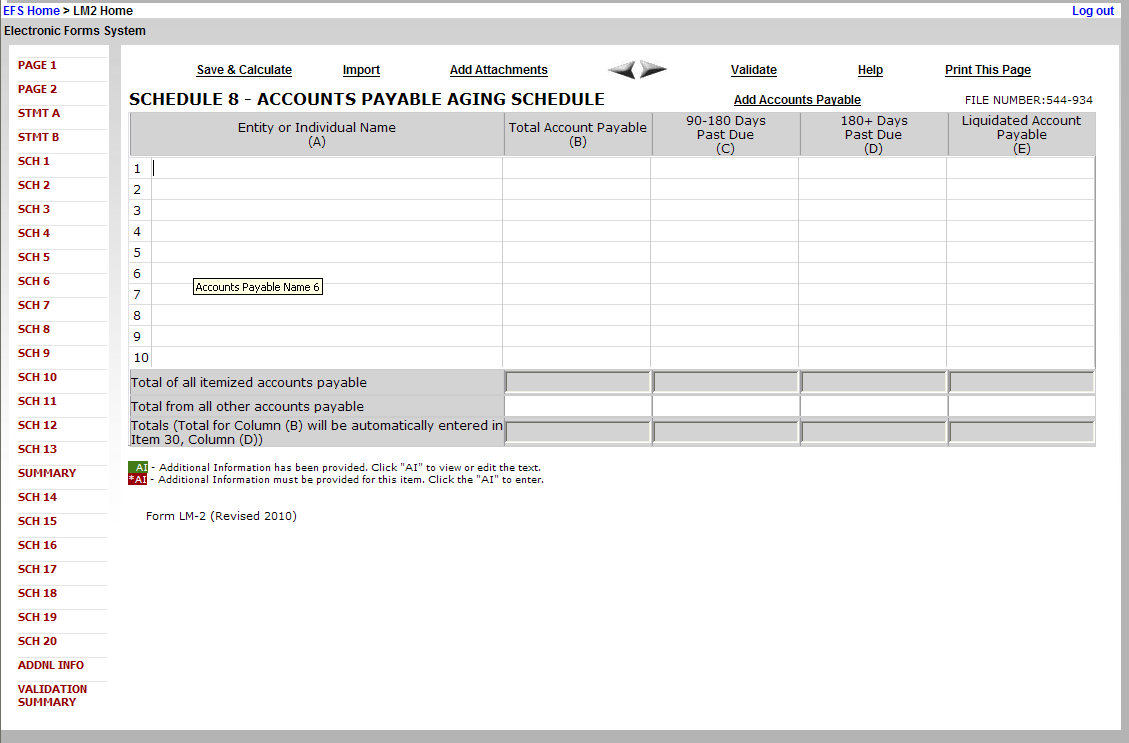 EFS Home > LM2 Home
Log out
Electronic Forms System
PAGE 1
PAGE 2
STMT A
STMT B
SCH 1
SCH 2
SCH 3
SCH 4
SCH 5
SCH 6
SCH 7
SCH 8
SCH 9
SCH 10
SCH 11
SCH 12
SCH 13
SUMMARY
SCH 14
SCH 15
SCH 16
SCH 17
SCH 18
SCH 19
SCH 20
ADDNL INFO
VALIDATION
SUMMARY
Save & Calculate
Import
Add Attachments
Validate
Help
Print This Page
SCHEDULE 8 - ACCOUNTS PAYABLE AGING SCHEDULE
Add Accounts Payable
FILE NUMBER:544-934
Entity or Individual Name
(A)
Total Account Payable
(B)
90-180 Days
Past Due
(C)
180+ Days
Past Due
(D)
Liquidated Account
Payable
(E)
1
2
3
4
5
6
Accounts Payable Name 6
7
8
9
10
Total of all itemized accounts payable
Total from all other accounts payable
Totals (Total for Column (B) will be automatically entered in
Item 30, Column (D))
AI - Additional Information has been provided. Click "AI" to view or edit the text.
*AI - Additional Information must be provided for this item. Click the "AI" to enter.
Form LM-2 (Revised 2010)